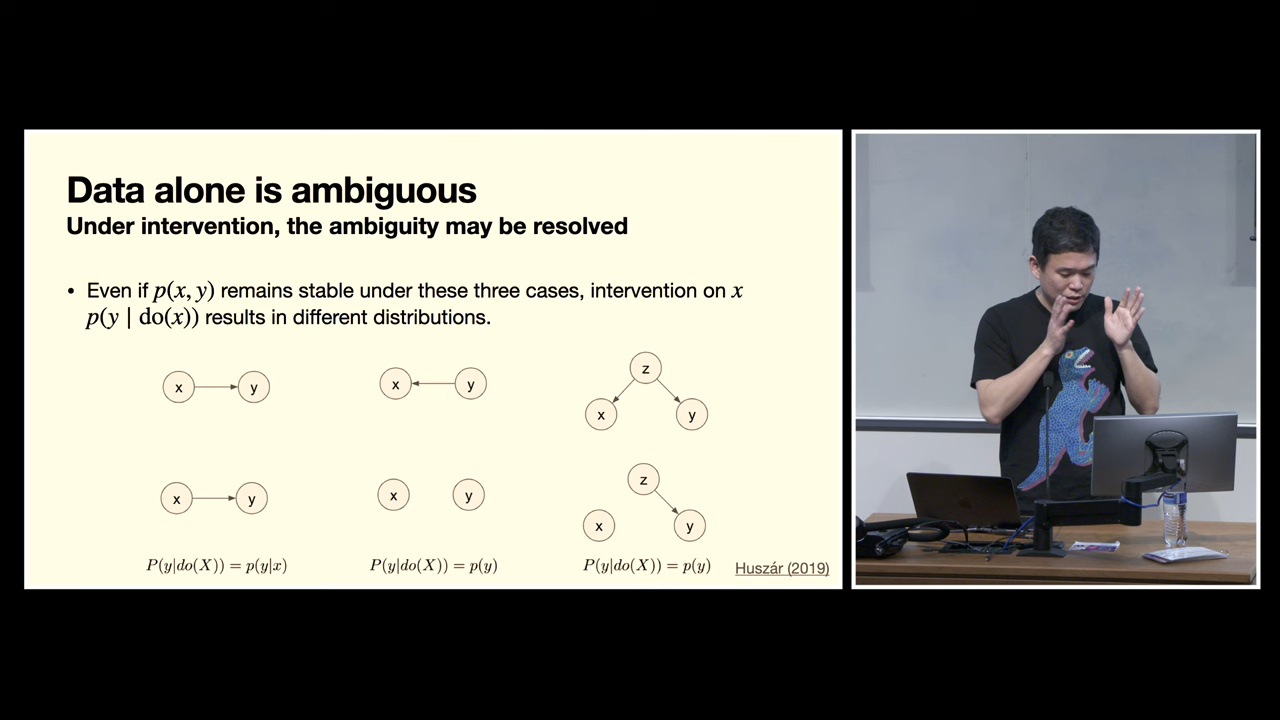 Data alone is ambiguous
Under intervention, the ambiguity may be resolved
• Even if p(x, y) remains stable under these three cases, intervention on x
p(y | do(x)) results in different distributions.
x y
x y
z
x y
x y
x y
z
x y
P(y|do(X)) = p(y|x)
P(y|do(X)) = p(y)
P(y|do(X)) = p(y)
Huszár (2019)